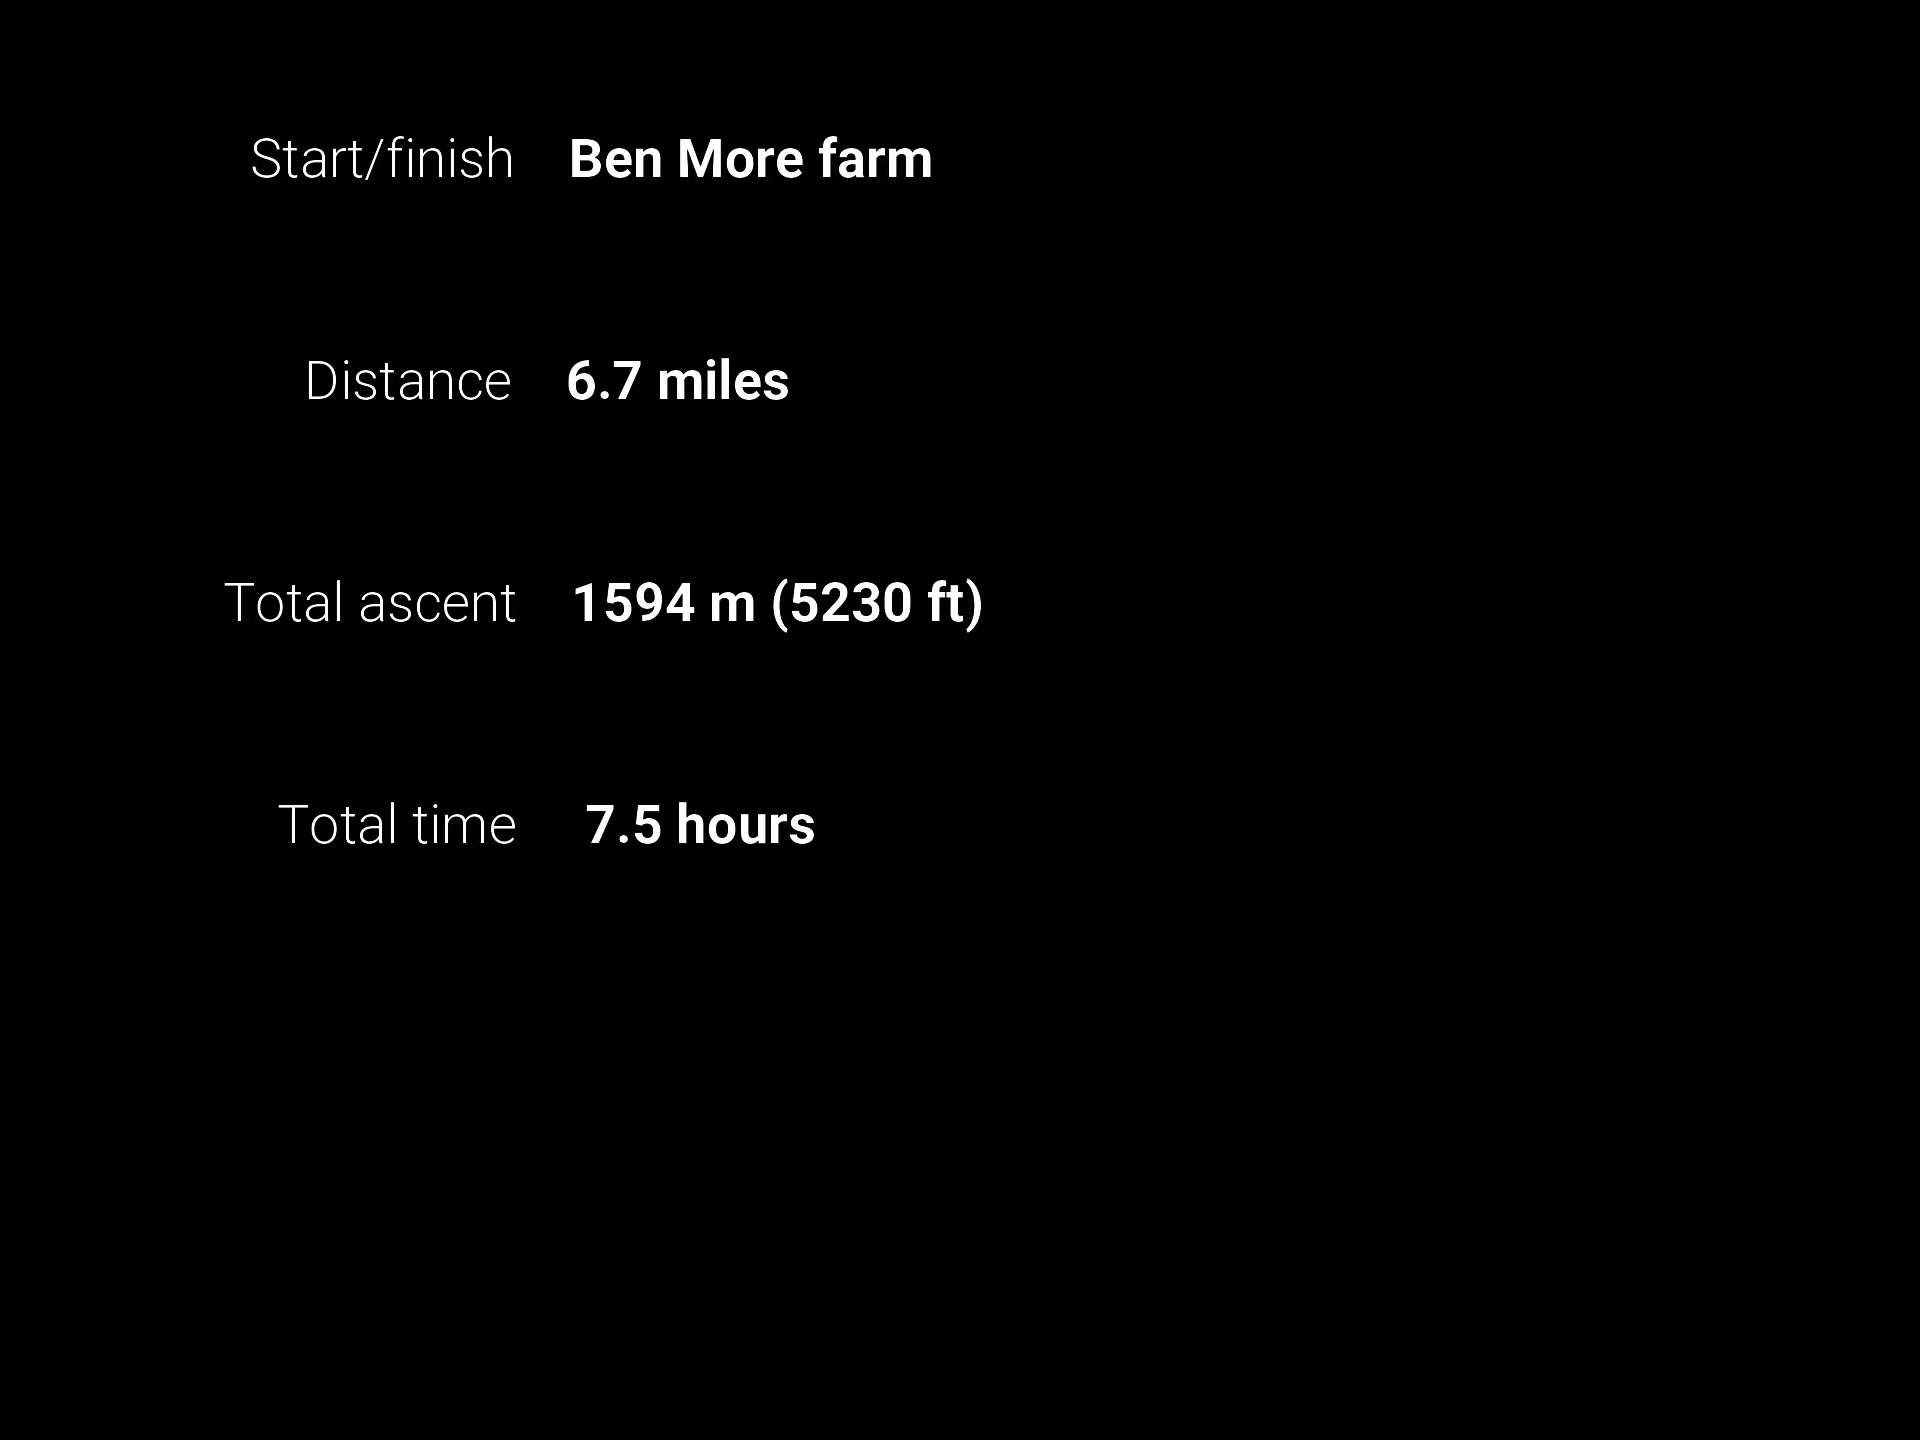 Start/finish Ben More farm
Distance 6.7 miles
Total ascent 1594 m (5230 ft)
Total time 7.5 hours